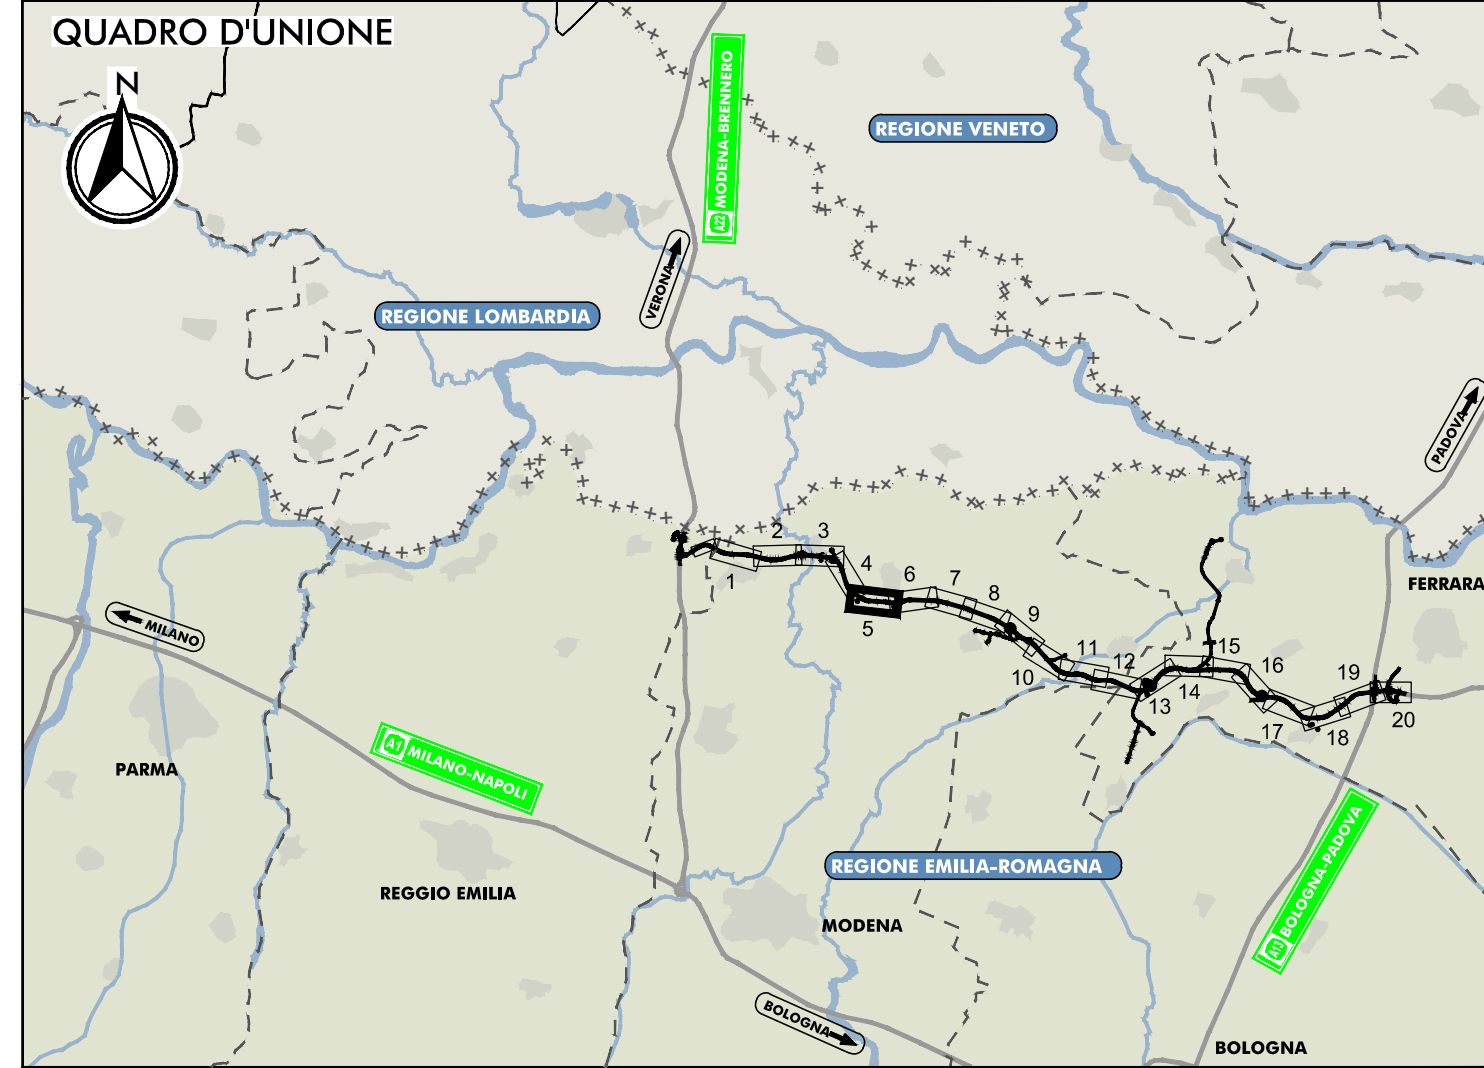 QUADRO D'UNIONE
N
A22 MODENA-BRENNERO
REGIONE VENETO
VERONA
REGIONE LOMBARDIA
PADOVA
1
2
3
4
5
6
7
8
9
10
11
12
13
14
15
16
17
18
19
20
FERRARA
MILANO
A1 MILANO-NAPOLI
PARMA
REGGIO EMILIA
REGIONE EMILIA-ROMAGNA
A13 BOLOGNA-PADOVA
MODENA
BOLOGNA
BOLOGNA